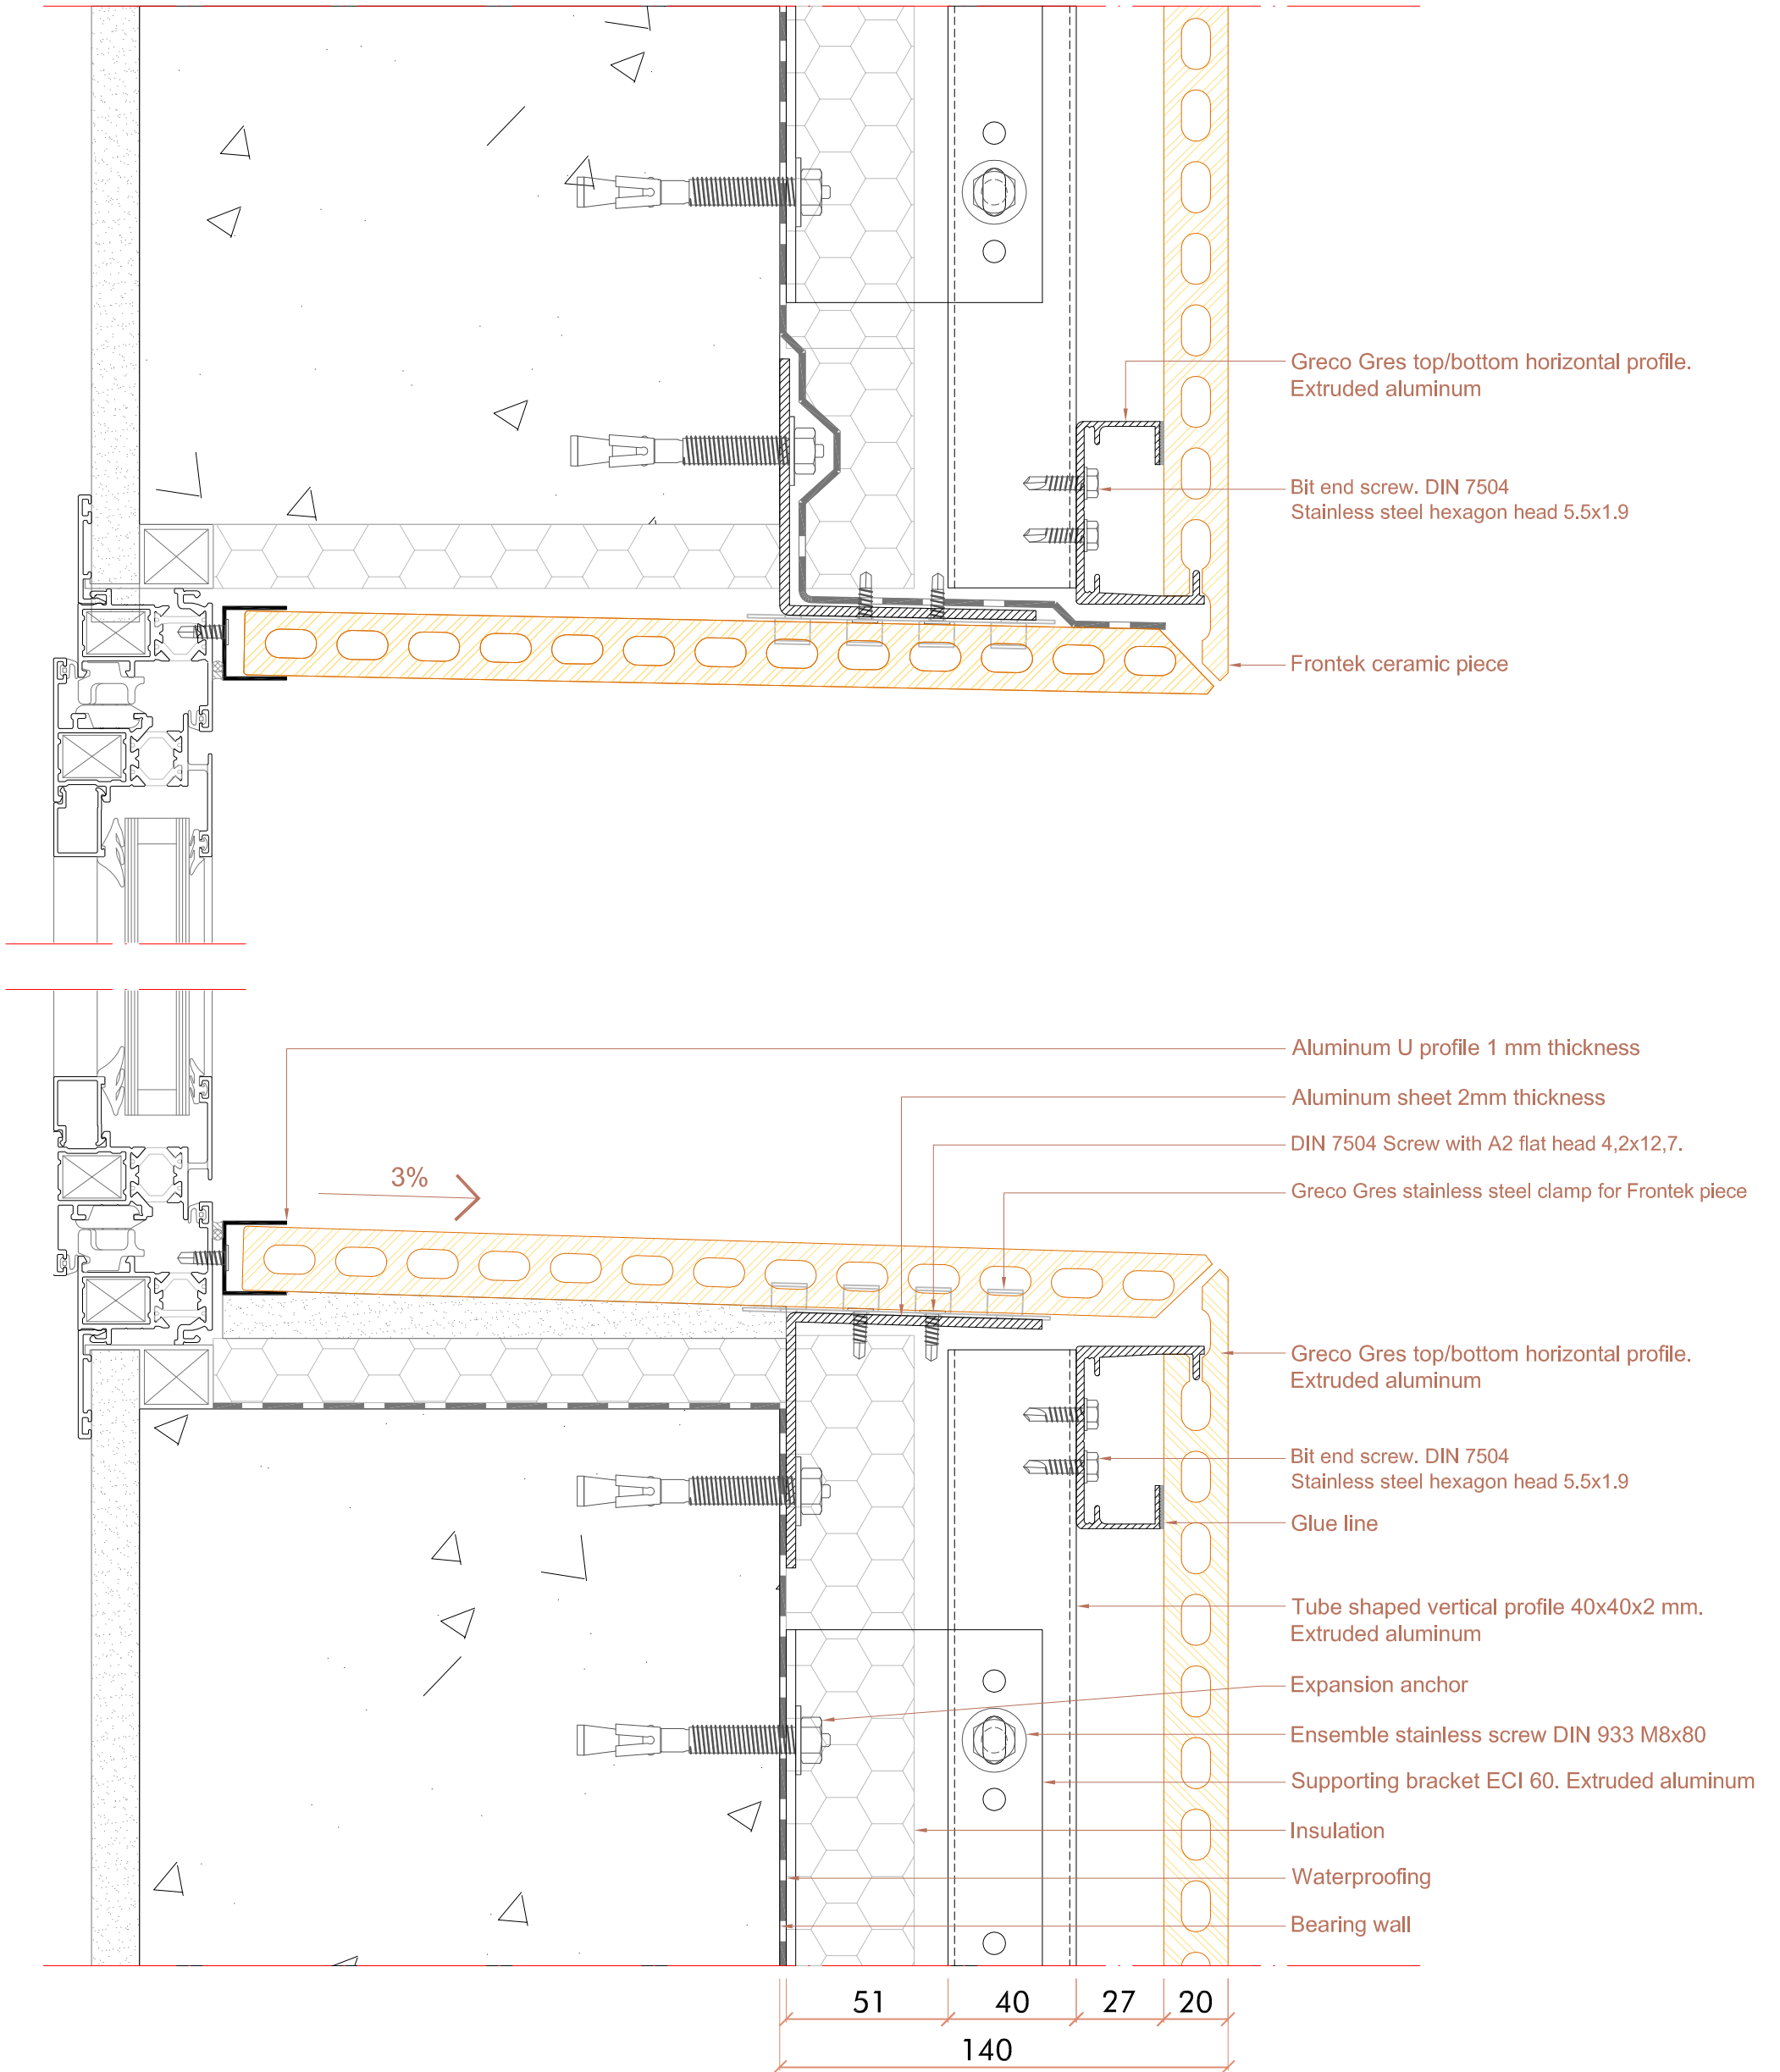 Greco Gres top/bottom horizontal profile.
Extruded aluminum
Bit end screw. DIN 7504
Stainless steel hexagon head 5.5x1.9
Frontek ceramic piece
Aluminum U profile 1 mm thickness
Aluminum sheet 2mm thickness
DIN 7504 Screw with A2 flat head 4,2x12,7.
3%
Greco Gres stainless steel clamp for Frontek piece
Greco Gres top/bottom horizontal profile.
Extruded aluminum
Bit end screw. DIN 7504
Stainless steel hexagon head 5.5x1.9
Glue line
Tube shaped vertical profile 40x40x2 mm.
Extruded aluminum
Expansion anchor
Ensemble stainless screw DIN 933 M8x80
Supporting bracket ECI 60. Extruded aluminum
Insulation
Waterproofing
Bearing wall
51 40 27 20
140